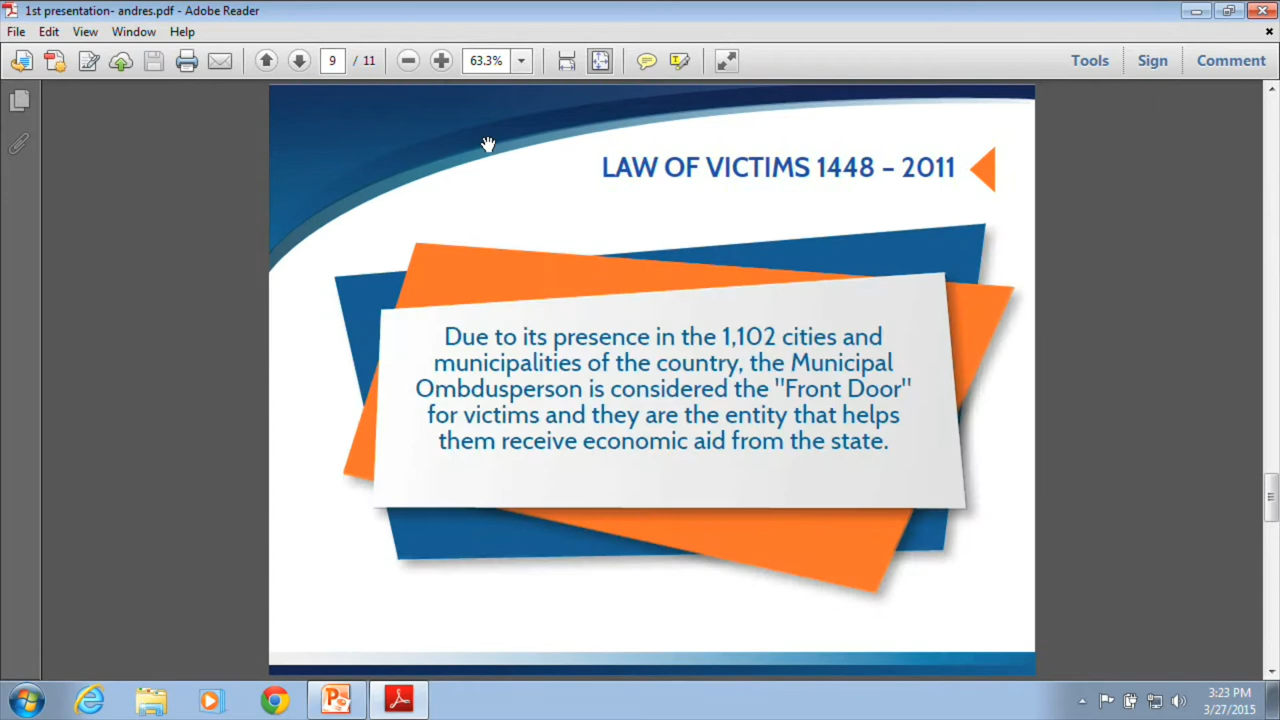 1st presentation- andres.pdf - Adobe Reader
File Edit View Window Help
9 / 11 63.3% Tools Sign Comment
LAW OF VICTIMS 1448 – 2011
Due to its presence in the 1,102 cities and
municipalities of the country, the Municipal
Ombdusperson is considered the "Front Door"
for victims and they are the entity that helps
them receive economic aid from the state.
3:23 PM
3/27/2015